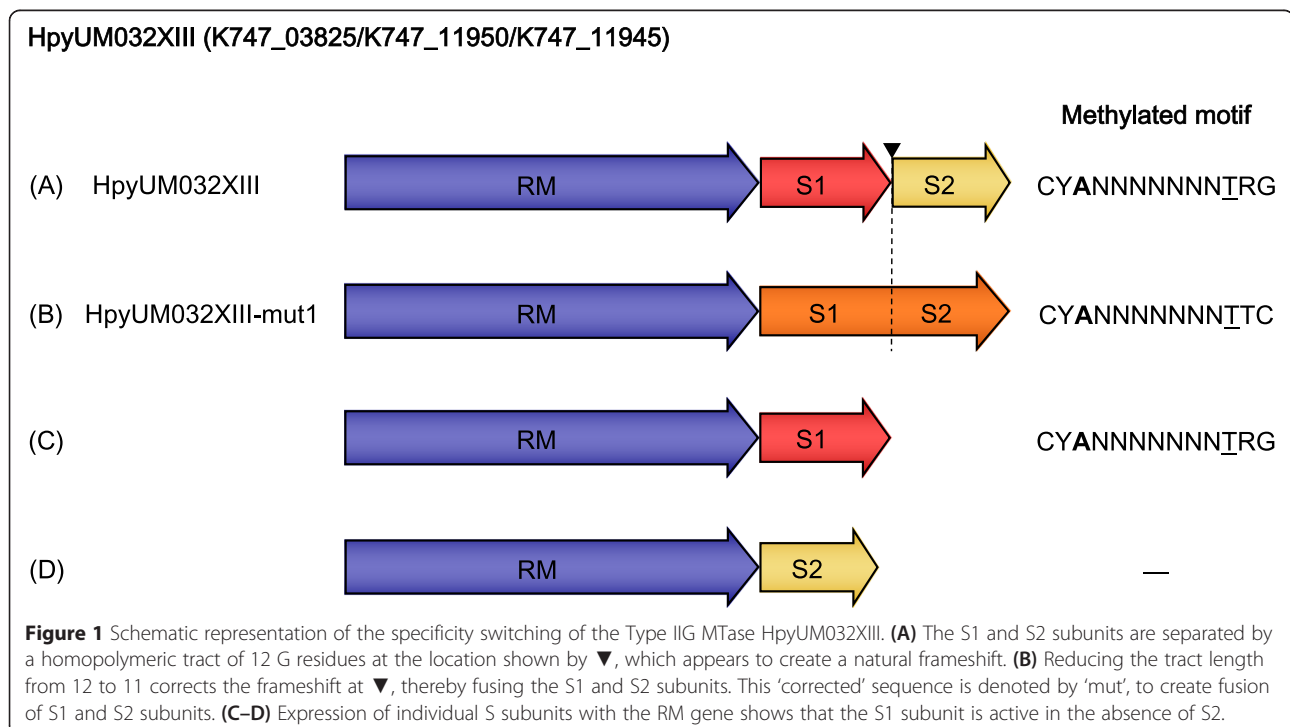 HpyUM032XIII (K747_03825/K747_11950/K747_11945)
Methylated motif
(A) HpyUM032XIII RM S1 S2 CYANNNNNNNTRG
(B) HpyUM032XIII-mut1 RM S1 S2 CYANNNNNNNTTC
(C) RM S1 CYANNNNNNNTRG
(D) RM S2 —
Figure 1 Schematic representation of the specificity switching of the Type IIG MTase HpyUM032XIII. (A) The S1 and S2 subunits are separated by
a homopolymeric tract of 12 G residues at the location shown by ▼, which appears to create a natural frameshift. (B) Reducing the tract length
from 12 to 11 corrects the frameshift at ▼, thereby fusing the S1 and S2 subunits. This ‘corrected’ sequence is denoted by ‘mut’, to create fusion
of S1 and S2 subunits. (C–D) Expression of individual S subunits with the RM gene shows that the S1 subunit is active in the absence of S2.